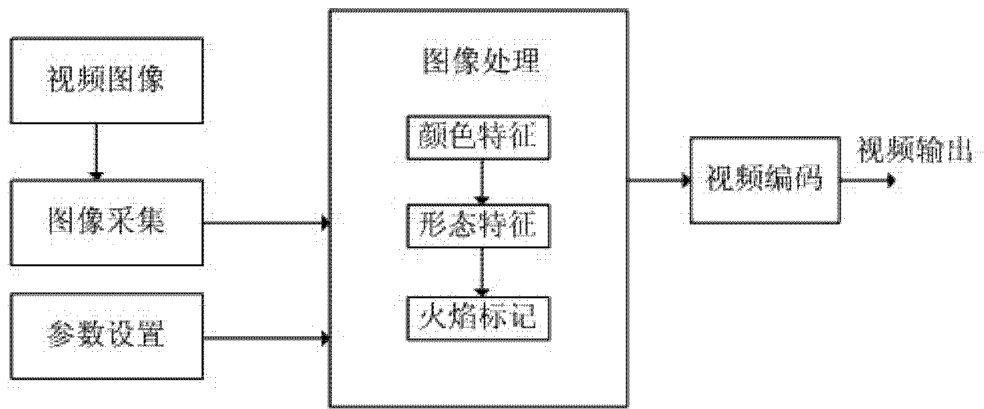 视频图像
图像采集
参数设置
图像处理
颜色特征
形态特征
火焰标记
视频编码
视频输出